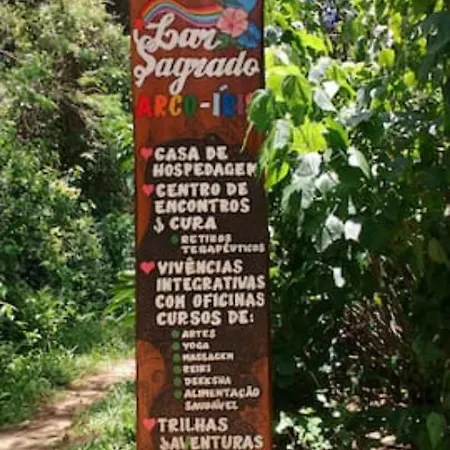 Lar
Sagrado
ARCO-ÍRIS
CASA DE
HOSPEDAGEM
CENTRO DE
ENCONTROS
& CURA
RETIROS
TERAPÊUTICOS
VIVÊNCIAS
INTEGRATIVAS
COM OFICINAS
CURSOS DE:
ARTES
YOGA
MASSAGEM
REIKI
DEEKSHA
ALIMENTAÇÃO
SAUDÁVEL
TRILHAS
&AVENTURAS